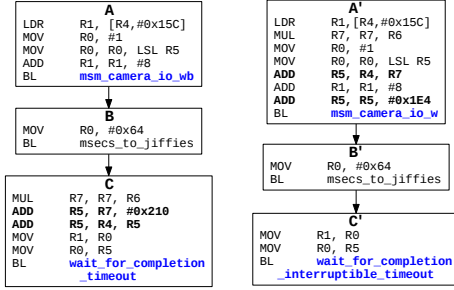 A
LDR R1, [R4,#0x15C]
MOV R0, #1
MOV R0, R0, LSL R5
ADD R1, R1, #8
BL msm_camera_io_wb
B
MOV R0, #0x64
BL msecs_to_jiffies
C
MUL R7, R7, R6
ADD R5, R7, #0x210
ADD R5, R4, R5
MOV R1, R0
MOV R0, R5
BL wait_for_completion
_timeout
A'
LDR R1,[R4,#0x15C]
MUL R7, R7, R6
MOV R0, #1
MOV R0, R0, LSL R5
ADD R5, R4, R7
ADD R1, R1, #8
ADD R5, R5, #0x1E4
BL msm_camera_io_w
B'
MOV R0, #0x64
BL msecs_to_jiffies
C'
MOV R1, R0
MOV R0, R5
BL wait_for_completion
_interruptible_timeout